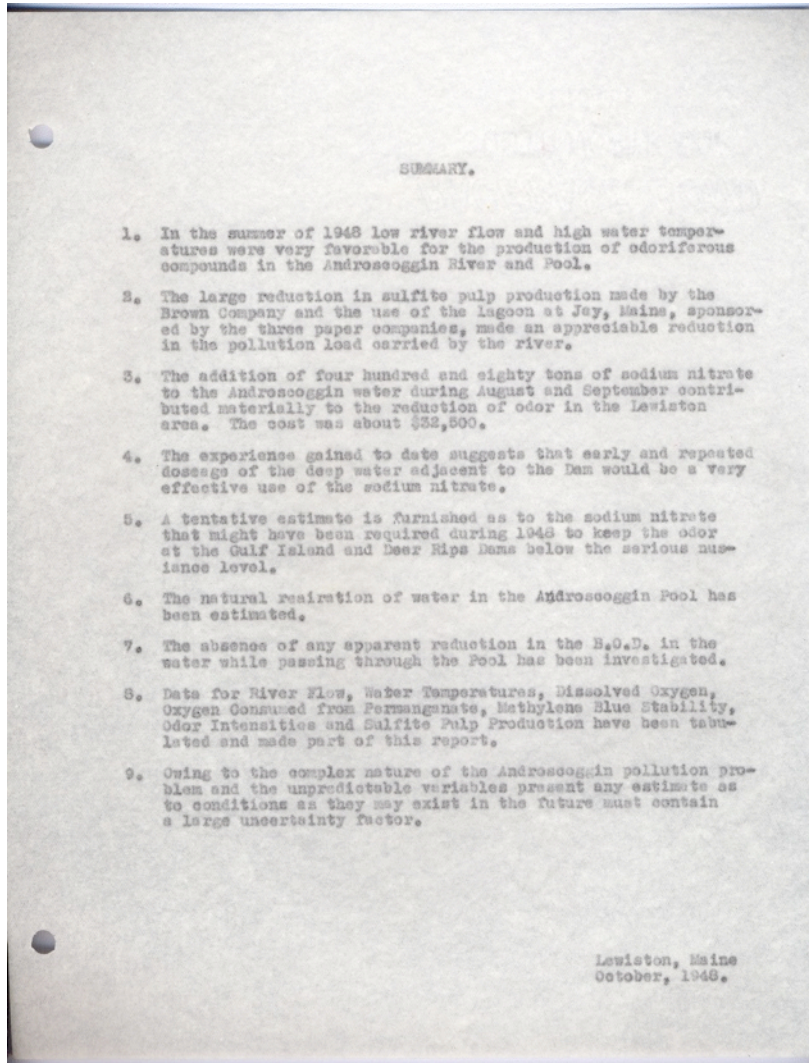 SUMMARY.
1. In the summer of 1948 low river flow and high water temper-
atures were very favorable for the production of odoriferous
compounds in the Androscoggin River and Pool.
2. The large reduction in sulfite pulp production made by the
Brown Company and the use of the lagoon at Jay, Maine, sponsor-
ed by the three paper companies, made an appreciable reduction
in the pollution load carried by the river.
3. The addition of four hundred and eighty tons of sodium nitrate
to the Androscoggin water during August and September contri-
buted materially to the reduction of odor in the Lewiston
area. The cost was about $32,500.
4. The experience gained to date suggests that early and repeated
dosage of the deep water adjacent to the Dam would be a very
effective use of the sodium nitrate.
5. A tentative estimate is furnished as to the sodium nitrate
that might have been required during 1948 to keep the odor
at the Gulf Island and Deer Rips Dams below the serious nus-
iance level.
6. The natural reairation of water in the Androscoggin Pool has
been estimated.
7. The absence of any apparent reduction in the B.O.D. in the
water while passing through the Pool has been investigated.
8. Data for River Flow, Water Temperatures, Dissolved Oxygen,
Oxygen Consumed from Permanganate, Methylene Blue Stability,
Odor Intensities and Sulfite Pulp Production have been tabu-
lated and made part of this report.
9. Owing to the complex nature of the Androscoggin pollution pro-
blem and the unpredictable variables present any estimate as
to conditions as they may exist in the future must contain
a large uncertainty factor.
Lewiston, Maine
October, 1948.